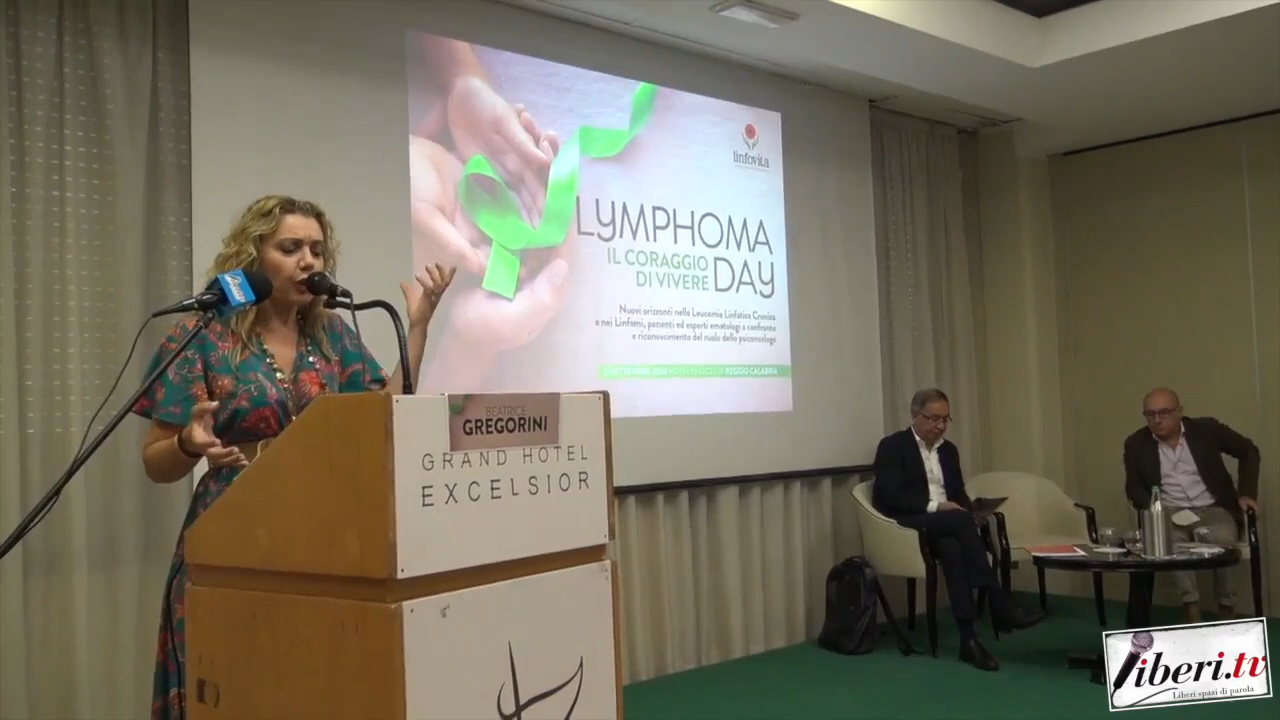 linfovita
LYMPHOMA
IL CORAGGIO
DI VIVERE
DAY
Nuovi orizzonti nella Leucemia Linfatica Cronica
e nei Linfomi, pazienti ed esperti ematologi a confronto
e riconoscimento del ruolo dello psiconcologo
REGGIO CALABRIA
BEATRICE
GREGORINI
GRAND HOTEL
EXCELSIOR
liberi.tv
Liberi spazi di parola